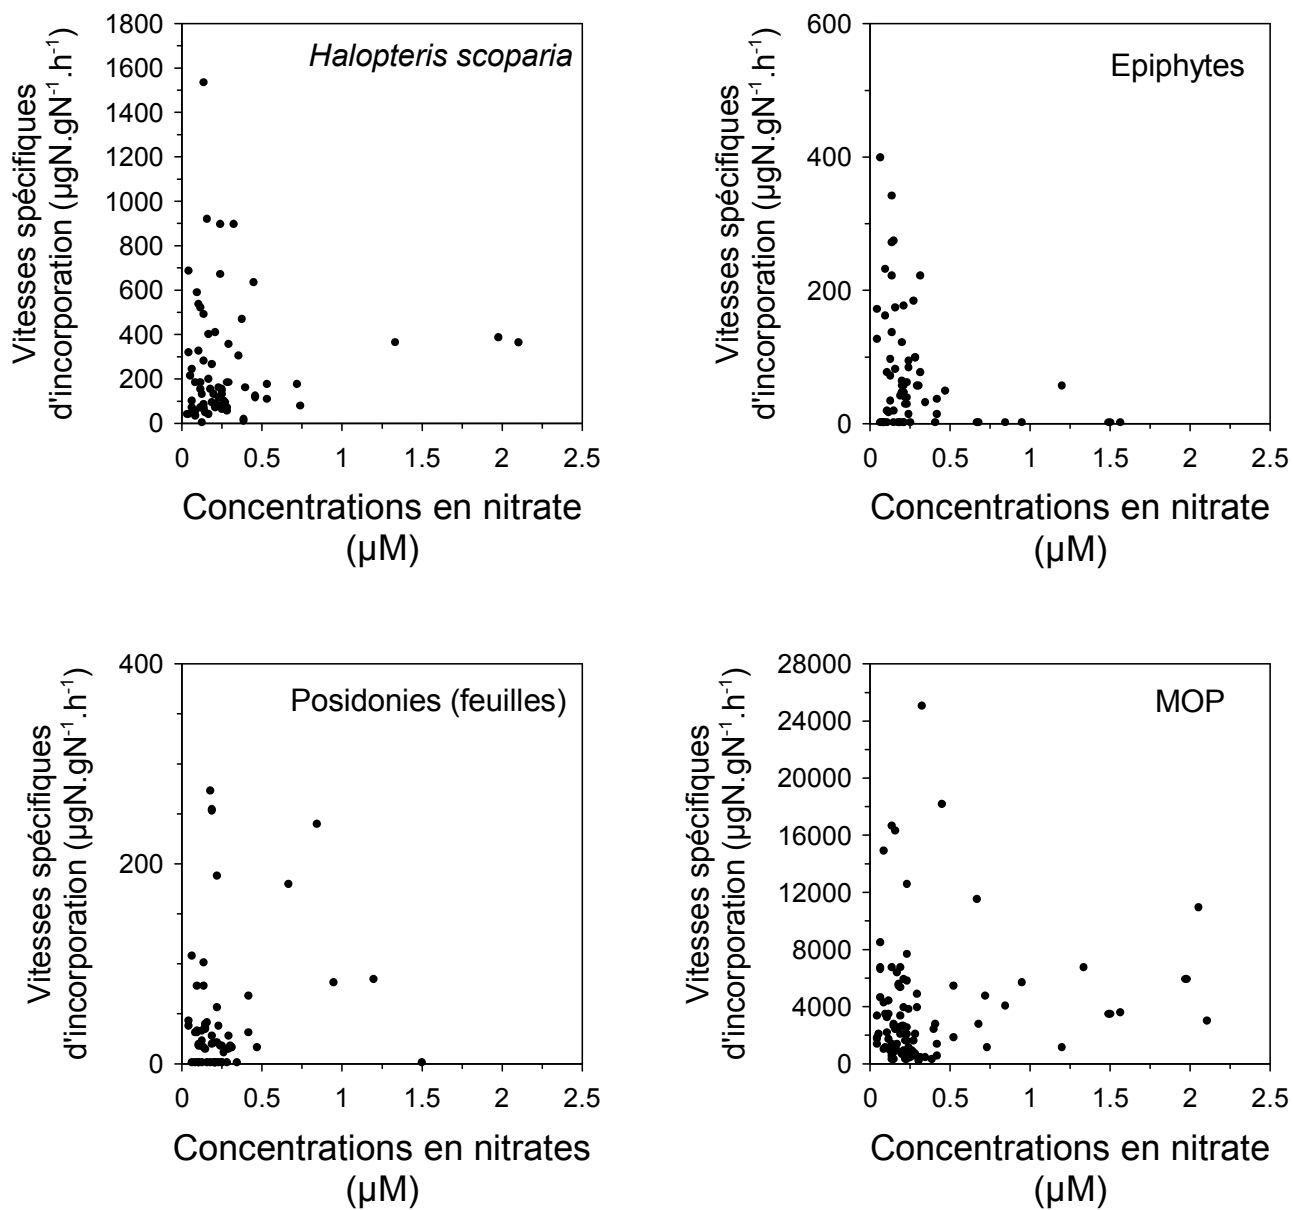 Vitesses spécifiques
d'incorporation (µgN.gN⁻¹.h⁻¹)
1800
1600
1400
1200
1000
800
600
400
200
0
Halopteris scoparia
0 0.5 1 1.5 2 2.5
Concentrations en nitrate
(µM)
Vitesses spécifiques
d'incorporation (µgN.gN⁻¹.h⁻¹)
600
400
200
0
Epiphytes
0 0.5 1 1.5 2 2.5
Concentrations en nitrate
(µM)
Vitesses spécifiques
d'incorporation (µgN.gN⁻¹.h⁻¹)
400
200
0
Posidonies (feuilles)
0 0.5 1 1.5 2 2.5
Concentrations en nitrates
(µM)
Vitesses spécifiques
d'incorporation (µgN.gN⁻¹.h⁻¹)
28000
24000
20000
16000
12000
8000
4000
0
MOP
0 0.5 1 1.5 2 2.5
Concentrations en nitrate
(µM)